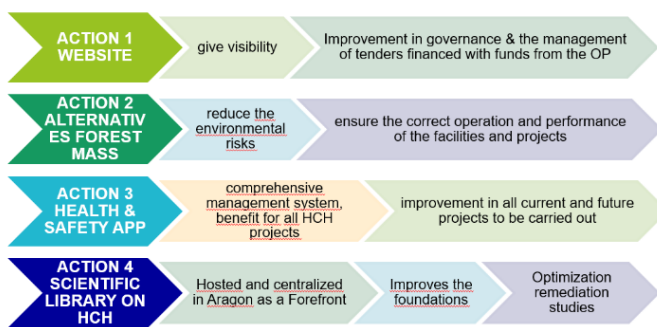 ACTION 1
WEBSITE
give visibility
Improvement in governance & the management
of tenders financed with funds from the OP
ACTION 2
ALTERNATIV
ES FOREST
MASS
reduce the
environmental
risks
ensure the correct operation and performance
of the facilities and projects
ACTION 3
HEALTH &
SAFETY APP
comprehensive
management system,
benefit for all HCH
projects
improvement in all current and future
projects to be carried out
ACTION 4
SCIENTIFIC
LIBRARY ON
HCH
Hosted and centralized
in Aragon as a Forefront
Improves the
foundations
Optimization
remediation
studies